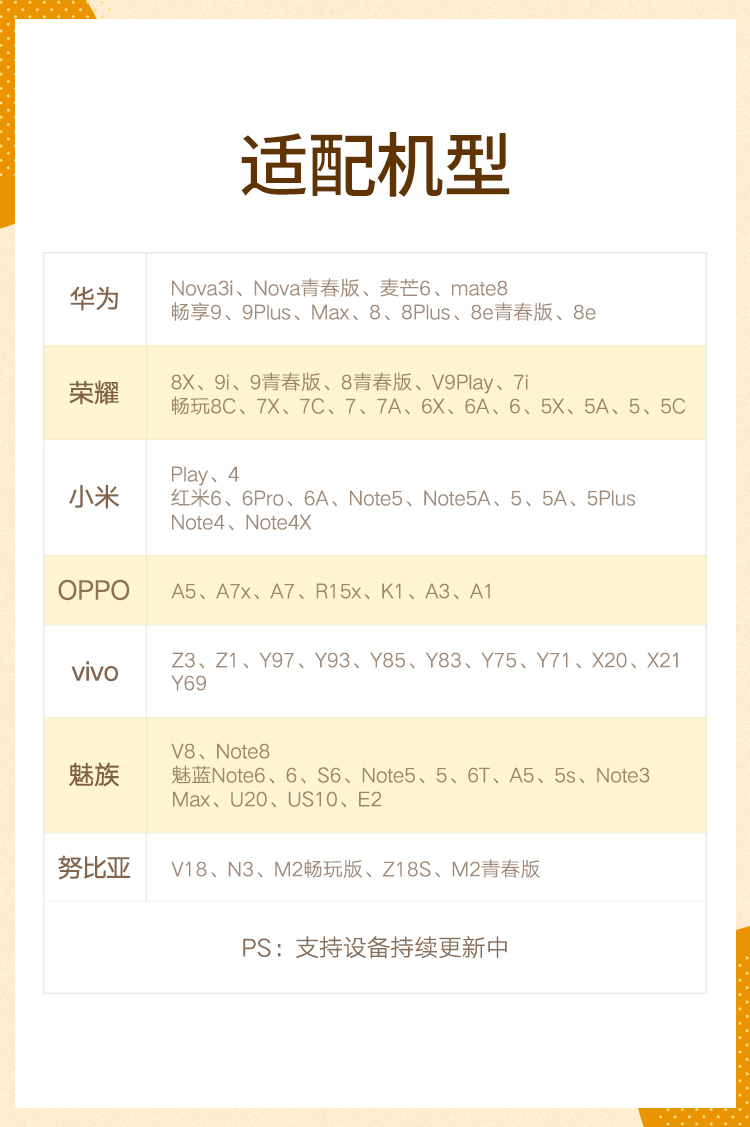 适配机型
华为
Nova3i、Nova青春版、麦芒6、mate8
畅享9、9Plus、Max、8、8Plus、8e青春版、8e
荣耀
8X、9i、9青春版、8青春版、V9Play、7i
畅玩8C、7X、7C、7、7A、6X、6A、6、5X、5A、5、5C
小米
Play、4
红米6、6Pro、6A、Note5、Note5A、5、5A、5Plus
Note4、Note4X
OPPO
A5、A7x、A7、R15x、K1、A3、A1
vivo
Z3、Z1、Y97、Y93、Y85、Y83、Y75、Y71、X20、X21
Y69
魅族
V8、Note8
魅蓝Note6、6、S6、Note5、5、6T、A5、5s、Note3
Max、U20、US10、E2
努比亚
V18、N3、M2畅玩版、Z18S、M2青春版
PS：支持设备持续更新中